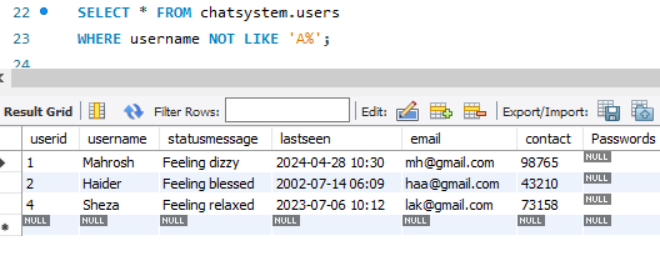 22 SELECT * FROM chatsystem.users
23 WHERE username NOT LIKE 'A%';
24
Result Grid Filter Rows: Edit: Export/Import:
userid username statusmessage lastseen email contact Passwords
1 Mahrosh Feeling dizzy 2024-04-28 10:30 mh@gmail.com 98765 NULL
2 Haider Feeling blessed 2002-07-14 06:09 haa@gmail.com 43210 NULL
4 Sheza Feeling relaxed 2023-07-06 10:12 lak@gmail.com 73158 NULL
NULL NULL NULL NULL NULL NULL NULL